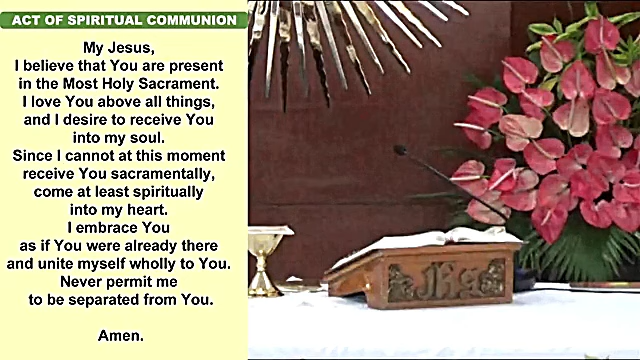 ACT OF SPIRITUAL COMMUNION
My Jesus,
I believe that You are present
in the Most Holy Sacrament.
I love You above all things,
and I desire to receive You
into my soul.
Since I cannot at this moment
receive You sacramentally,
come at least spiritually
into my heart.
I embrace You
as if You were already there
and unite myself wholly to You.
Never permit me
to be separated from You.
Amen.
IHS